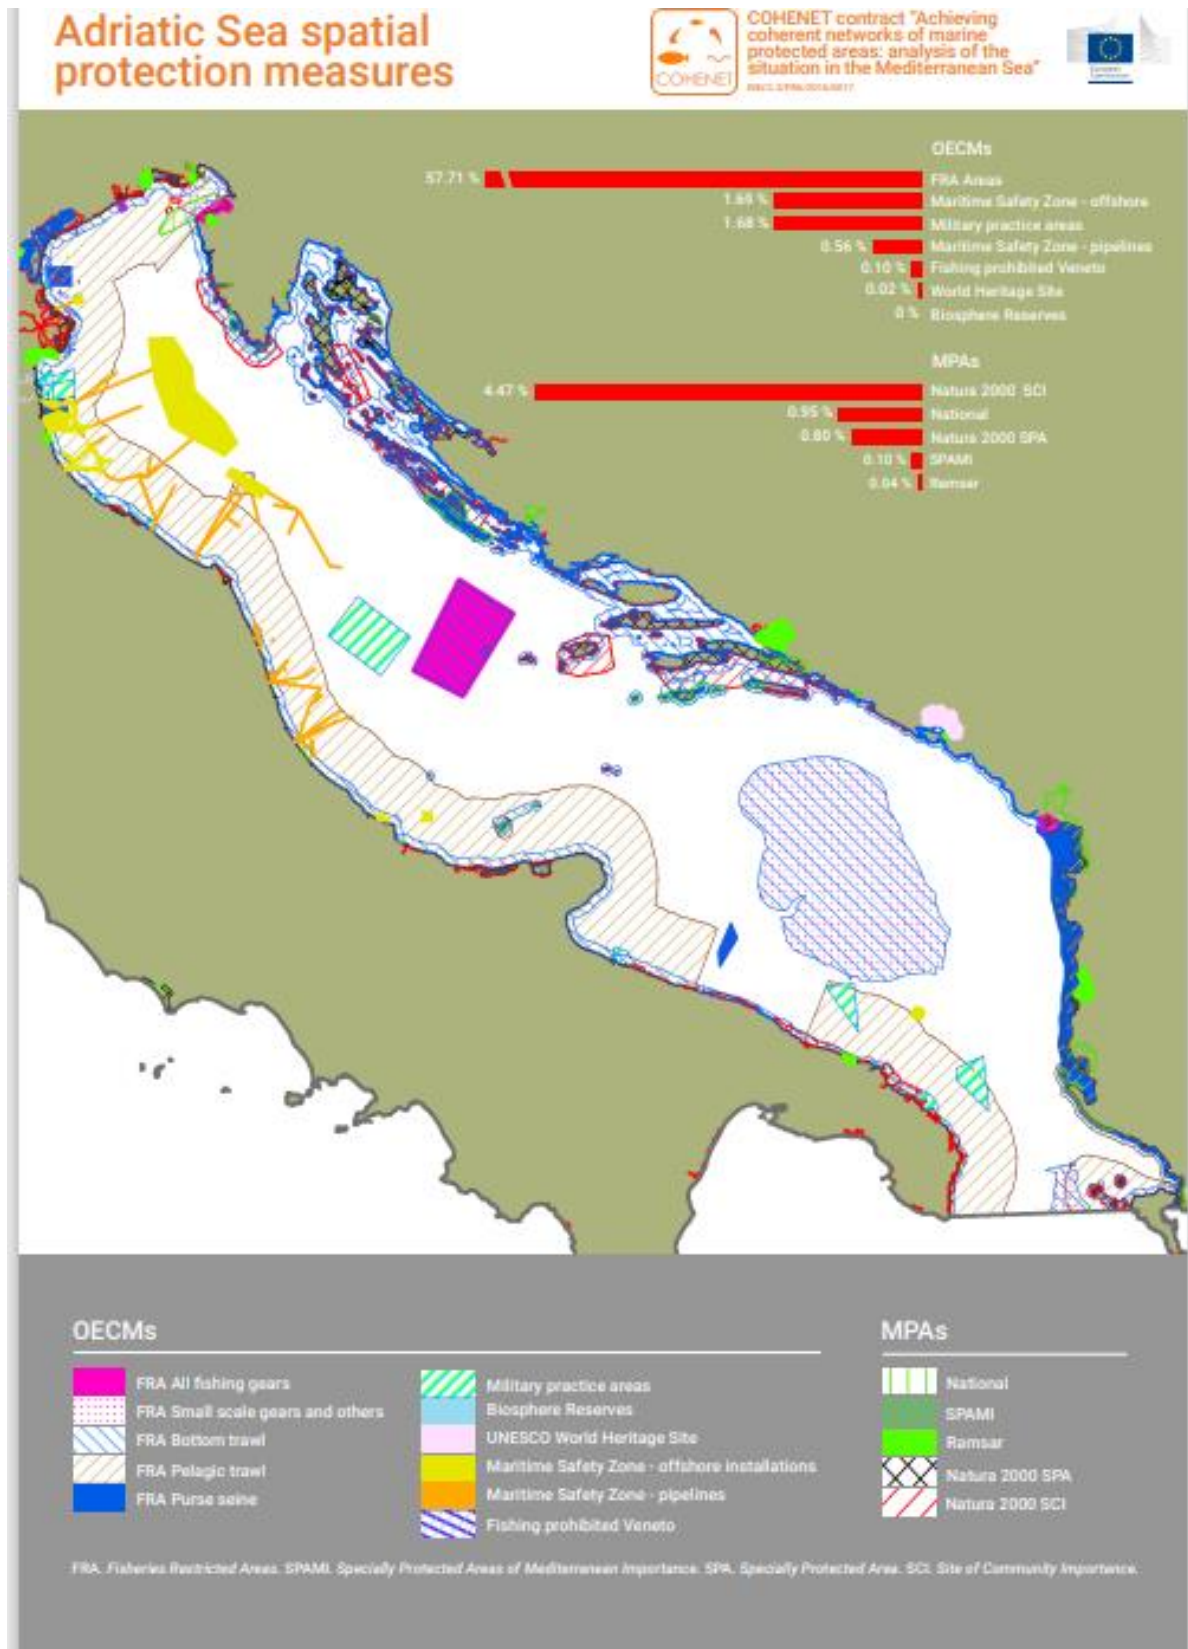 Adriatic Sea spatial
protection measures
COHENET
COHENET contract "Achieving
coherent networks of marine
protected areas: analysis of the
situation in the Mediterranean Sea"
European
Commission
OECMs
57.71 % FRA Areas
1.69 % Maritime Safety Zone - offshore
1.68 % Military practice areas
0.56 % Maritime Safety Zone - pipelines
0.10 % Fishing prohibited Veneto
0.02 % World Heritage Site
0 % Biosphere Reserves
MPAs
4.47 % Natura 2000 SCI
0.95 % National
0.80 % Natura 2000 SPA
0.10 % SPAMI
0.04 % Ramsar
OECMs
FRA All fishing gears
FRA Small scale gears and others
FRA Bottom trawl
FRA Pelagic trawl
FRA Purse seine
Military practice areas
Biosphere Reserves
UNESCO World Heritage Site
Maritime Safety Zone - offshore installations
Maritime Safety Zone - pipelines
Fishing prohibited Veneto
MPAs
National
SPAMI
Ramsar
Natura 2000 SPA
Natura 2000 SCI
FRA. Fisheries Restricted Areas. SPAMI. Specially Protected Areas of Mediterranean Importance. SPA. Specially Protected Area. SCI. Site of Community Importance.